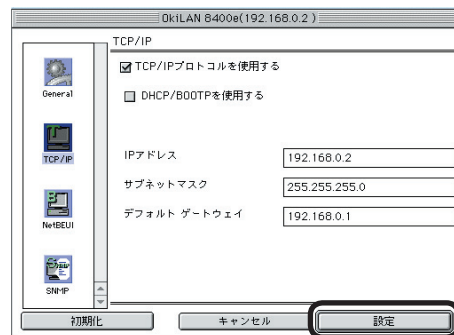 OkiLAN 8400e(192.168.0.2)
TCP/IP
TCP/IPプロトコルを使用する
General
DHCP/BOOTPを使用する
TCP/IP
IPアドレス 192.168.0.2
サブネットマスク 255.255.255.0
デフォルト ゲートウェイ 192.168.0.1
NetBEUI
SNMP
初期化 キャンセル 設定